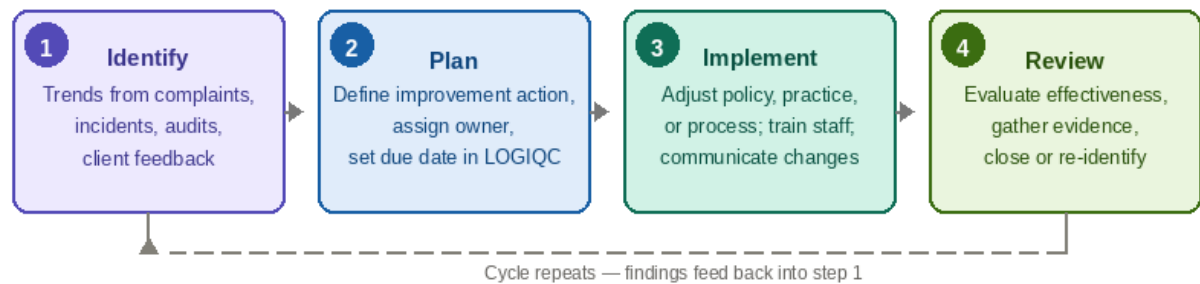 1
Identify
Trends from complaints,
incidents, audits,
client feedback
2
Plan
Define improvement action,
assign owner,
set due date in LOGIQC
3
Implement
Adjust policy, practice,
or process; train staff;
communicate changes
4
Review
Evaluate effectiveness,
gather evidence,
close or re-identify
Cycle repeats — findings feed back into step 1